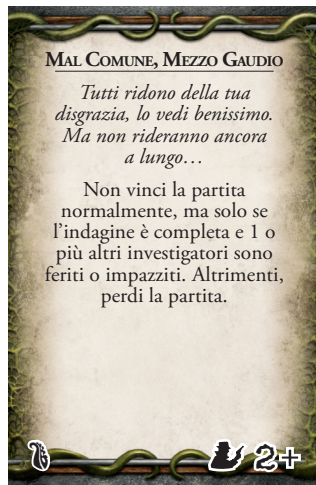 Mal Comune, Mezzo Gaudio
Tutti ridono della tua
disgrazia, lo vedi benissimo.
Ma non rideranno ancora
a lungo…
Non vinci la partita
normalmente, ma solo se
l’indagine è completa e 1 o
più altri investigatori sono
feriti o impazziti. Altrimenti,
perdi la partita.
2+